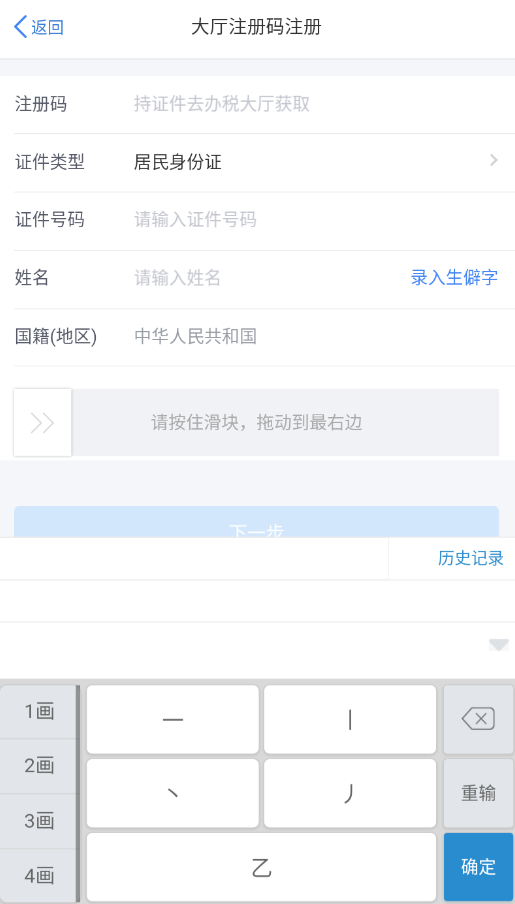 返回 大厅注册码注册
注册码 持证件去办税大厅获取
证件类型 居民身份证
证件号码 请输入证件号码
姓名 请输入姓名 录入生僻字
国籍(地区) 中华人民共和国
请按住滑块，拖动到最右边
下一步
历史记录
1画 一 丨
2画 丶 丿 重输
3画
4画 乙 确定